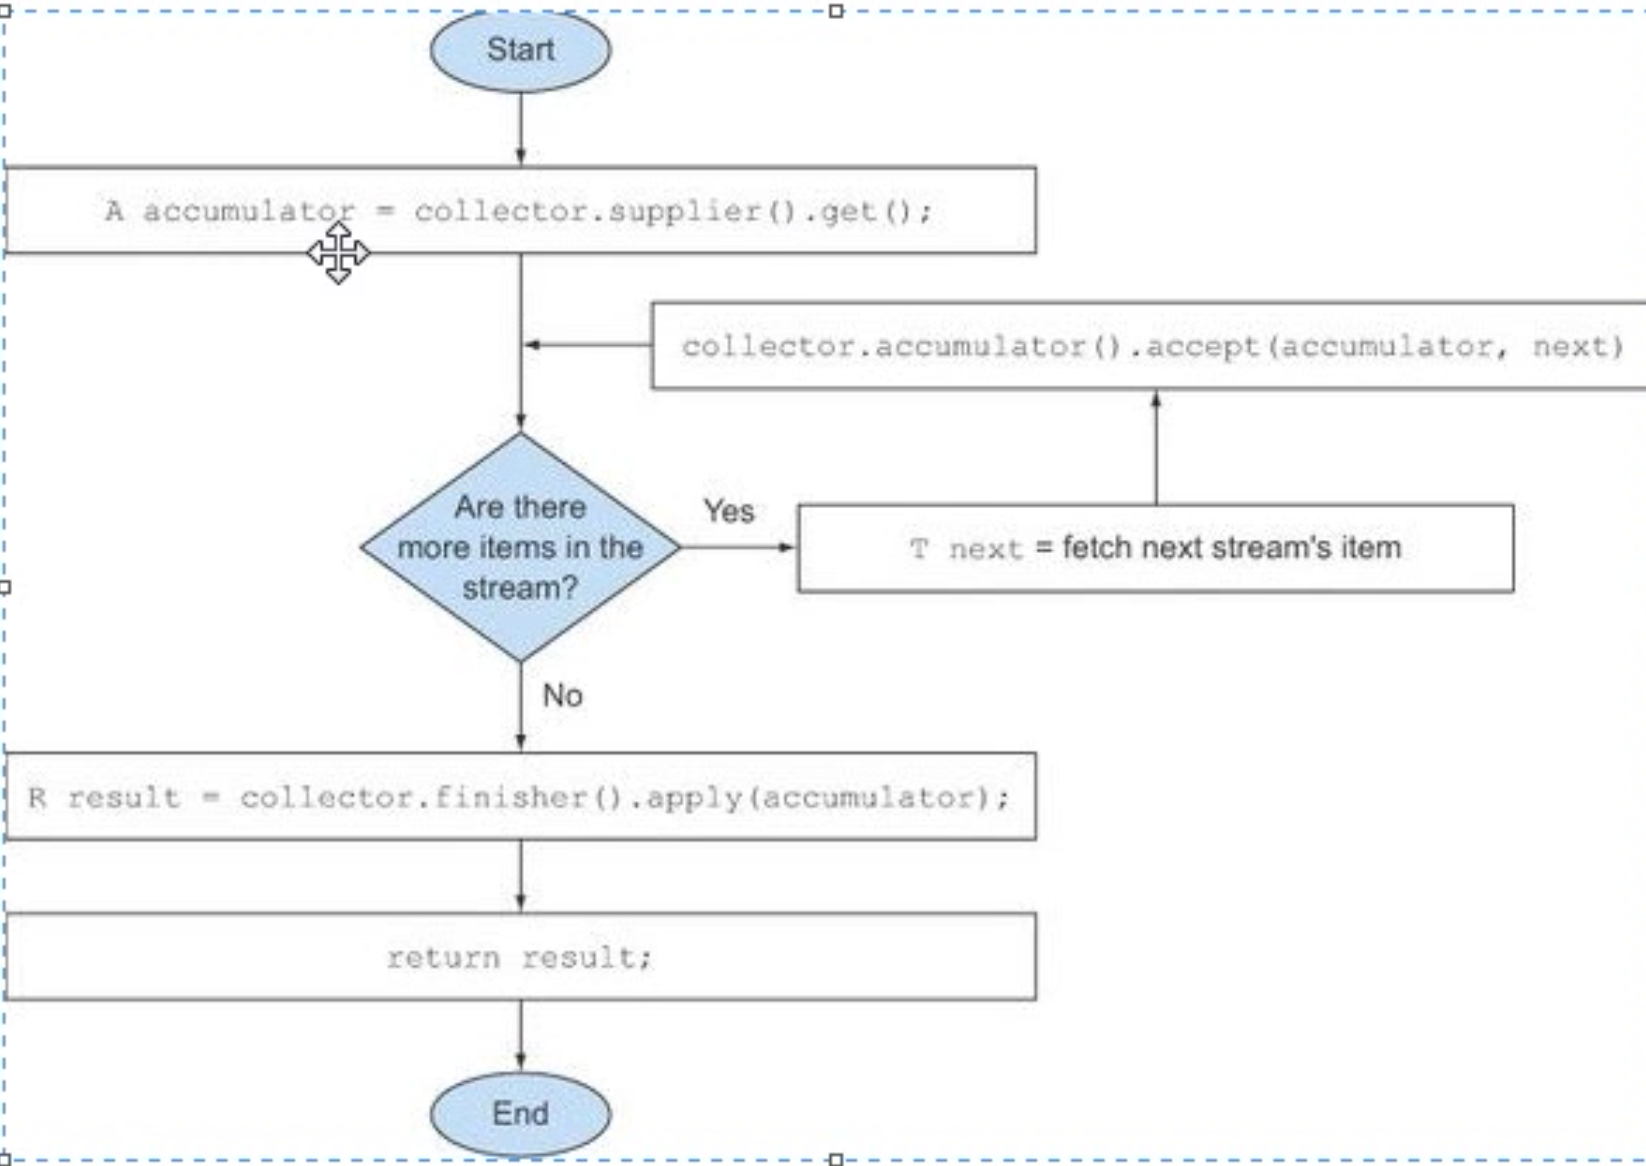 Start
A accumulator = collector.supplier().get();
collector.accumulator().accept(accumulator, next)
Are there
more items in the
stream?
Yes
T next = fetch next stream's item
No
R result = collector.finisher().apply(accumulator);
return result;
End